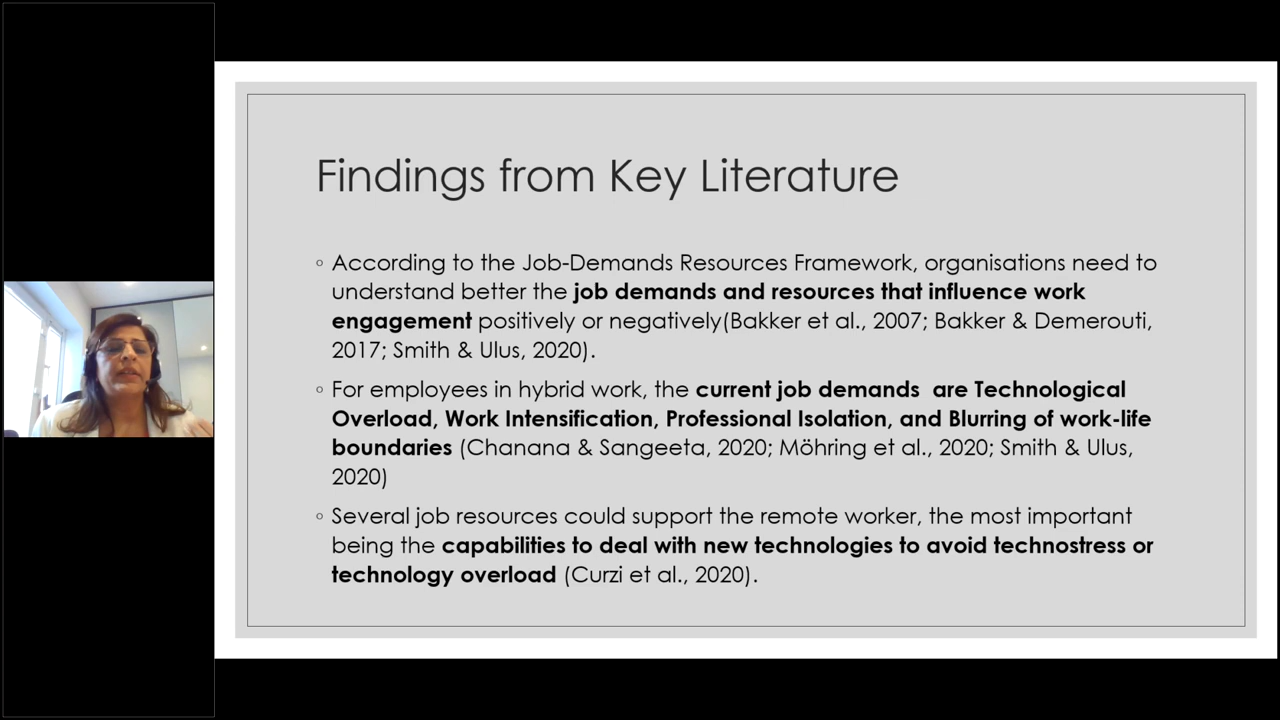 Findings from Key Literature
◦ According to the Job-Demands Resources Framework, organisations need to
understand better the job demands and resources that influence work
engagement positively or negatively(Bakker et al., 2007; Bakker & Demerouti,
2017; Smith & Ulus, 2020).
◦ For employees in hybrid work, the current job demands  are Technological
Overload, Work Intensification, Professional Isolation, and Blurring of work-life
boundaries (Chanana & Sangeeta, 2020; Möhring et al., 2020; Smith & Ulus,
2020)
◦ Several job resources could support the remote worker, the most important
being the capabilities to deal with new technologies to avoid technostress or
technology overload (Curzi et al., 2020).